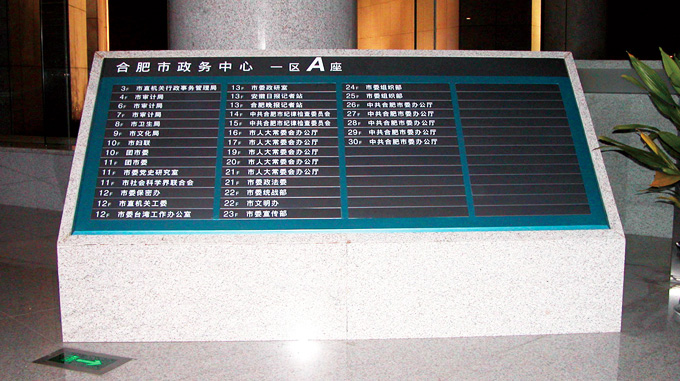 合肥市政务中心 一区A座
3F 市直机关行政事务管理局
4F 市审计局
6F 市审计局
7F 市审计局
8F 市卫生局
9F 市文化局
10F 市妇联
10F 团市委
11F 团市委
11F 市委党史研究室
11F 市社会科学界联合会
12F 市委保密办
12F 市直机关工委
12F 市委台湾工作办公室
13F 市委政研室
13F 安徽日报记者站
13F 合肥晚报记者站
14F 中共合肥市纪律检查委员会
15F 中共合肥市纪律检查委员会
16F 市人大常委会办公厅
17F 市人大常委会办公厅
19F 市人大常委会办公厅
20F 市人大常委会办公厅
21F 市人大常委会办公厅
21F 市委政法委
22F 市委统战部
22F 市文明办
23F 市委宣传部
24F 市委组织部
25F 市委组织部
26F 中共合肥市委办公厅
27F 中共合肥市委办公厅
28F 中共合肥市委办公厅
29F 中共合肥市委办公厅
30F 中共合肥市委办公厅